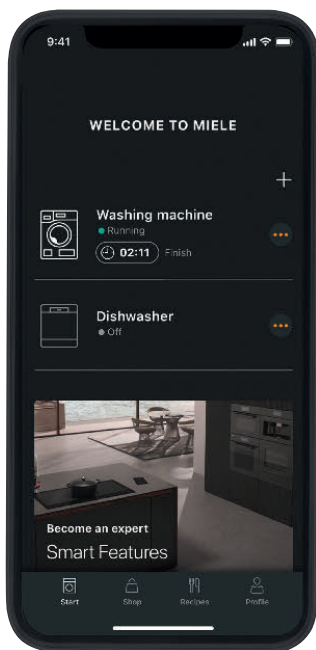 9:41
WELCOME TO MIELE
Washing machine
Running
02:11 Finish
Dishwasher
Off
Become an expert
Smart Features
Start Shop Recipes Profile